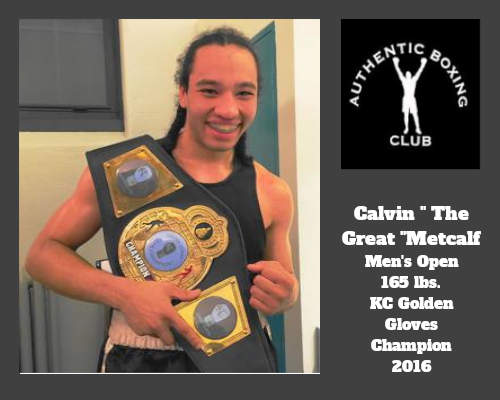 AUTHENTIC BOXING
CLUB
Calvin " The
Great "Metcalf
Men's Open
165 lbs.
KC Golden
Gloves
Champion
2016
CHAMPION